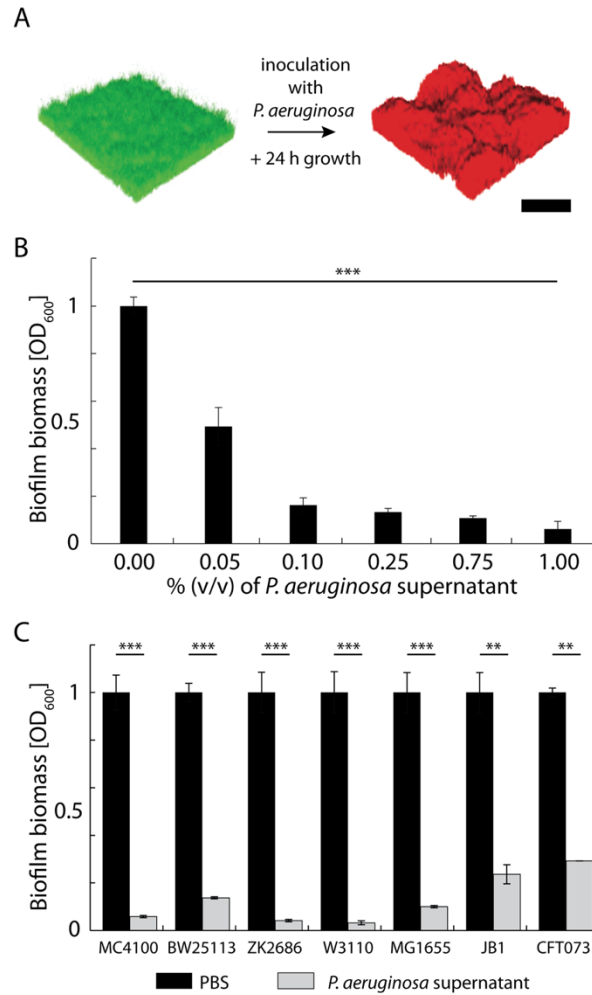 A
inoculation
with
P. aeruginosa
+ 24 h growth
B
***
Biofilm biomass [OD600]
1
0.5
0
0.00 0.05 0.10 0.25 0.75 1.00
% (v/v) of P. aeruginosa supernatant
C
*** *** *** *** *** ** **
Biofilm biomass [OD600]
1
0.5
0
MC4100 BW25113 ZK2686 W3110 MG1655 JB1 CFT073
PBS P. aeruginosa supernatant